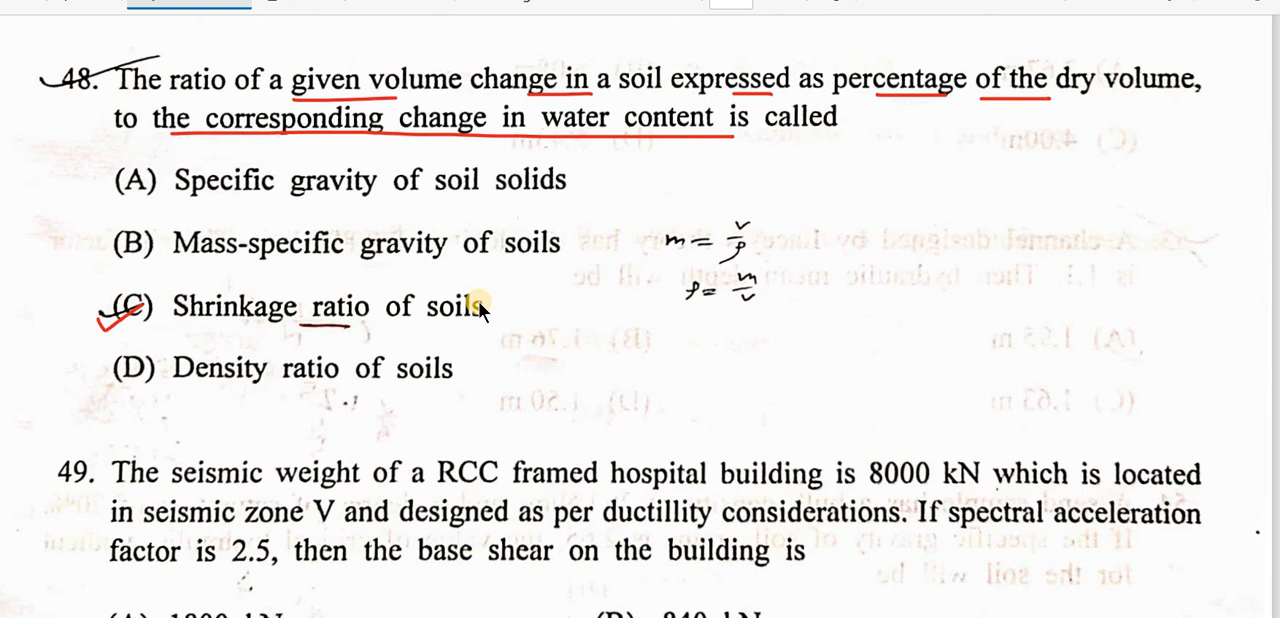 48. The ratio of a given volume change in a soil expressed as percentage of the dry volume,
to the corresponding change in water content is called
(A) Specific gravity of soil solids
(B) Mass-specific gravity of soils
m = v/ρ
ρ = m/v
(C) Shrinkage ratio of soils
(D) Density ratio of soils
49. The seismic weight of a RCC framed hospital building is 8000 kN which is located
in seismic zone V and designed as per ductillity considerations. If spectral acceleration
factor is 2.5, then the base shear on the building is